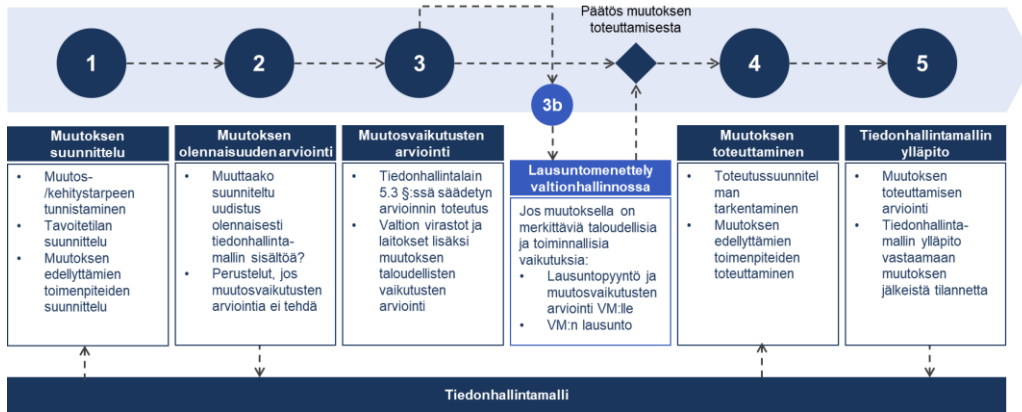 Päätös muutoksen
toteuttamisesta
1
2
3
4
5
3b
Muutoksen
suunnittelu
• Muutos-
/kehitystarpeen
tunnistaminen
• Tavoitetilan
suunnittelu
• Muutoksen
edellyttämien
toimenpiteiden
suunnittelu
Muutoksen
olennaisuuden arviointi
• Muuttaako
suunniteltu
uudistus
olennaisesti
tiedonhallinta-
mallin sisältöä?
• Perustelut, jos
muutosvaikutusten
arviointia ei tehdä
Muutosvaikutusten
arviointi
• Tiedonhallintalain
5.3 §:ssä säädetyn
arvioinnin toteutus
• Valtion virastot ja
laitokset lisäksi
muutoksen
taloudellisten
vaikutusten
arviointi
Lausuntomenettely
valtionhallinnossa
Jos muutoksella on
merkittäviä taloudellisia
ja toiminnallisia
vaikutuksia:
• Lausuntopyyntö ja
muutosvaikutusten
arviointi VM:lle
• VM:n lausunto
Muutoksen
toteuttaminen
• Toteutussuunnitel
man
tarkentaminen
• Muutoksen
edellyttämien
toimenpiteiden
toteuttaminen
Tiedonhallintamallin
ylläpito
• Muutoksen
toteuttamisen
arviointi
• Tiedonhallinta-
mallin ylläpito
vastaamaan
muutoksen
jälkeistä tilannetta
Tiedonhallintamalli